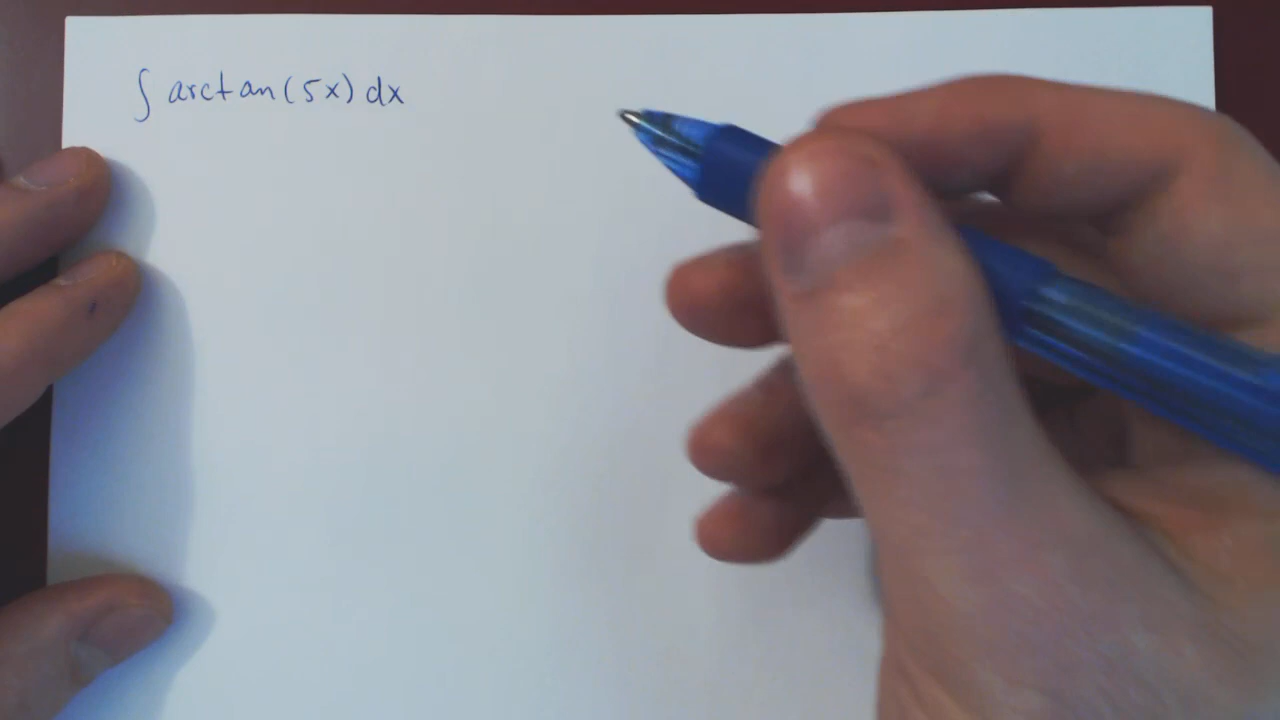 ∫ arctan(5x) dx